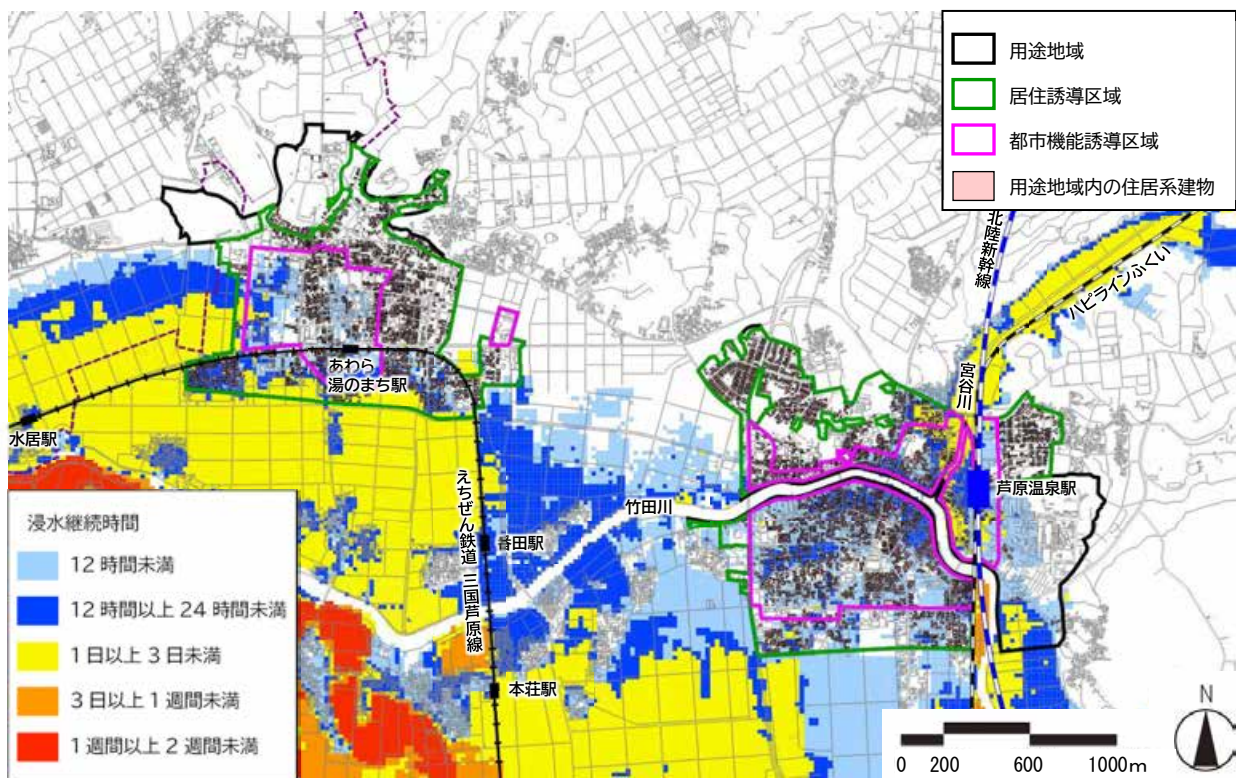 用途地域
居住誘導区域
都市機能誘導区域
用途地域内の住居系建物
北陸新幹線
ハピラインふくい
宮谷川
あわら
湯のまち駅
水居駅
芦原温泉駅
竹田川
えちぜん鉄道 三国芦原線
番田駅
本荘駅
浸水継続時間
12時間未満
12時間以上24時間未満
1日以上3日未満
3日以上1週間未満
1週間以上2週間未満
N
0 200 600 1000m